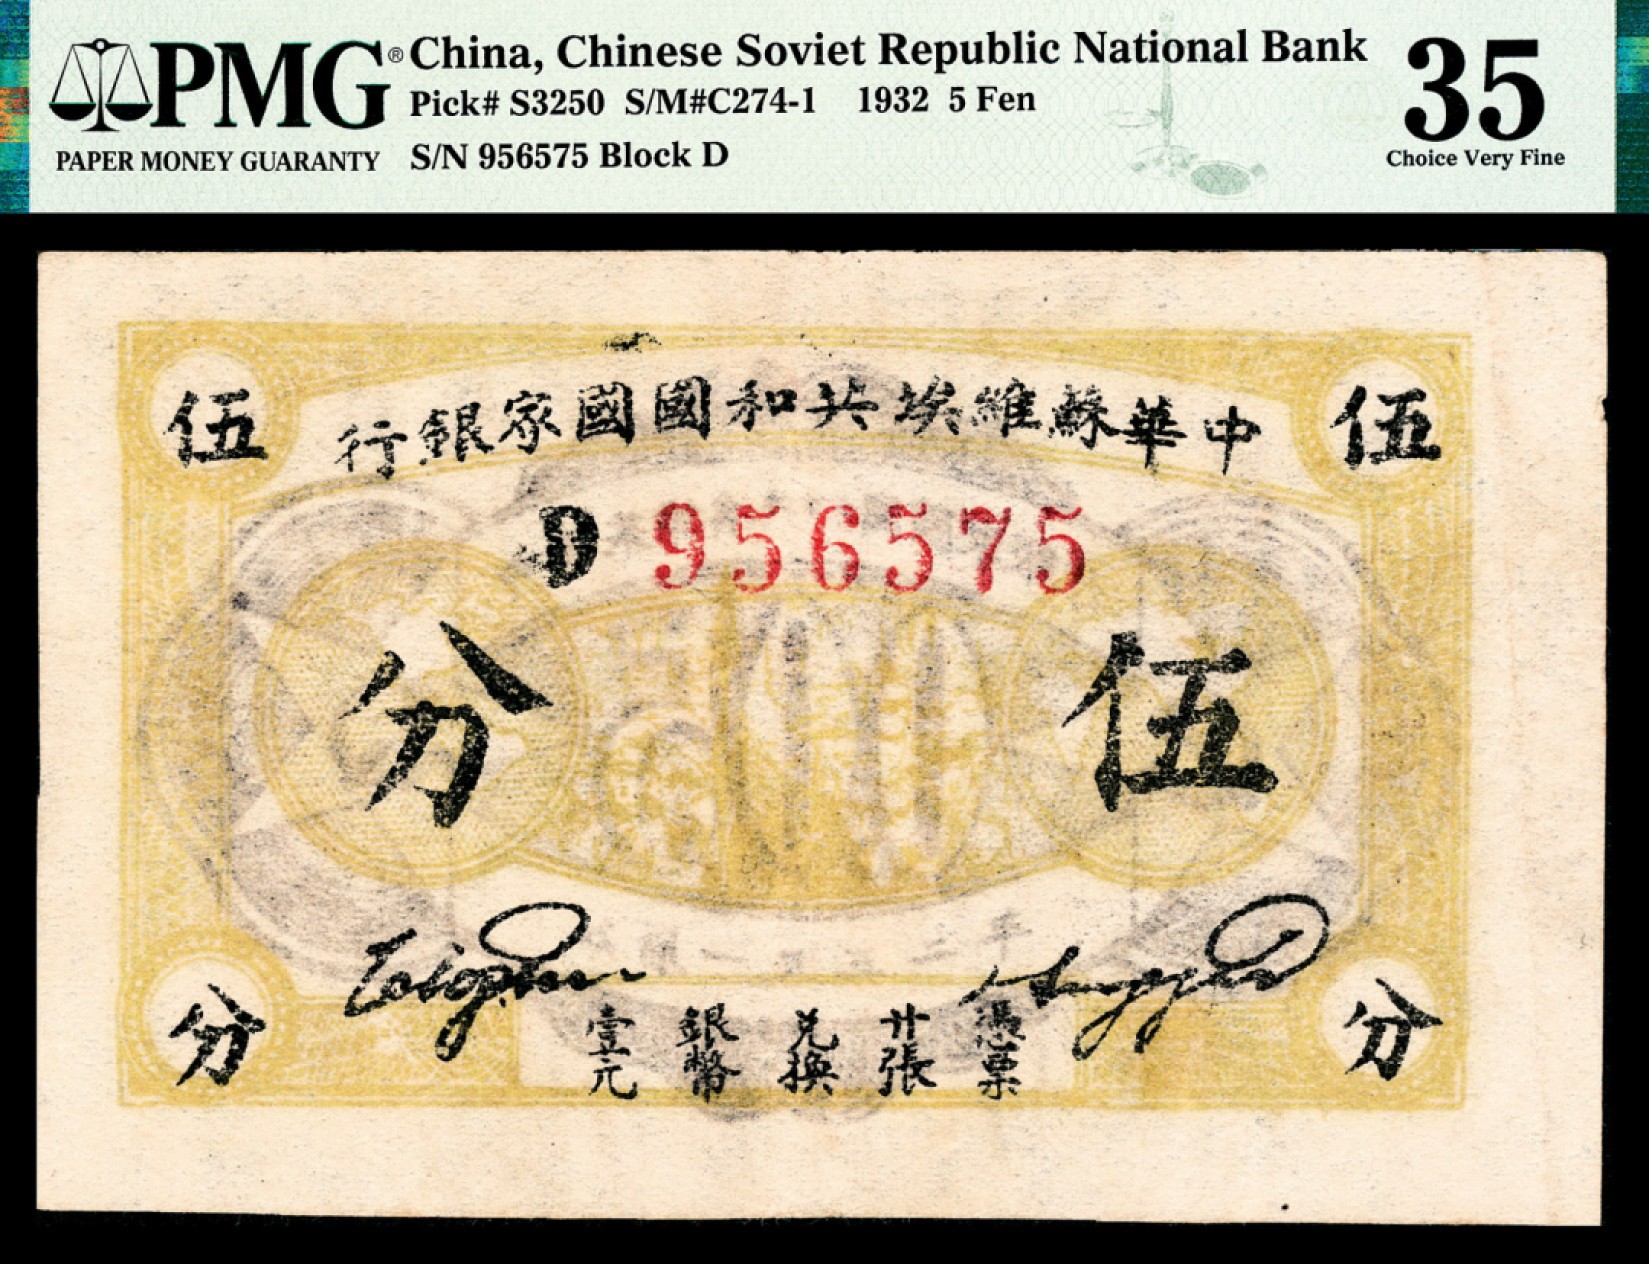 PMG®
PAPER MONEY GUARANTY
China, Chinese Soviet Republic National Bank
Pick# S3250 S/M#C274-1 1932 5 Fen
S/N 956575 Block D
35
Choice Very Fine
伍
行銀家國國和共埃維蘇華中
伍
D 956575
分 伍
分
壹元 銀幣 兌換 廿張 憑票
分